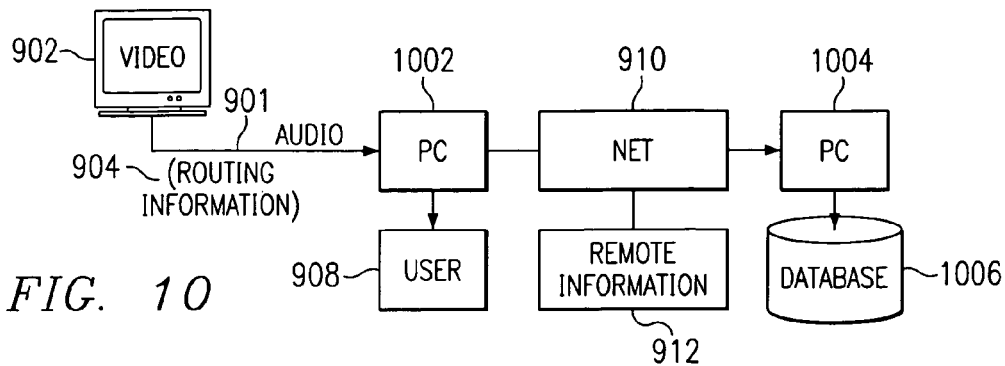 902
VIDEO
901
AUDIO
904
(ROUTING
INFORMATION)
1002
PC
910
NET
1004
PC
908
USER
REMOTE
INFORMATION
912
DATABASE
1006
FIG. 10